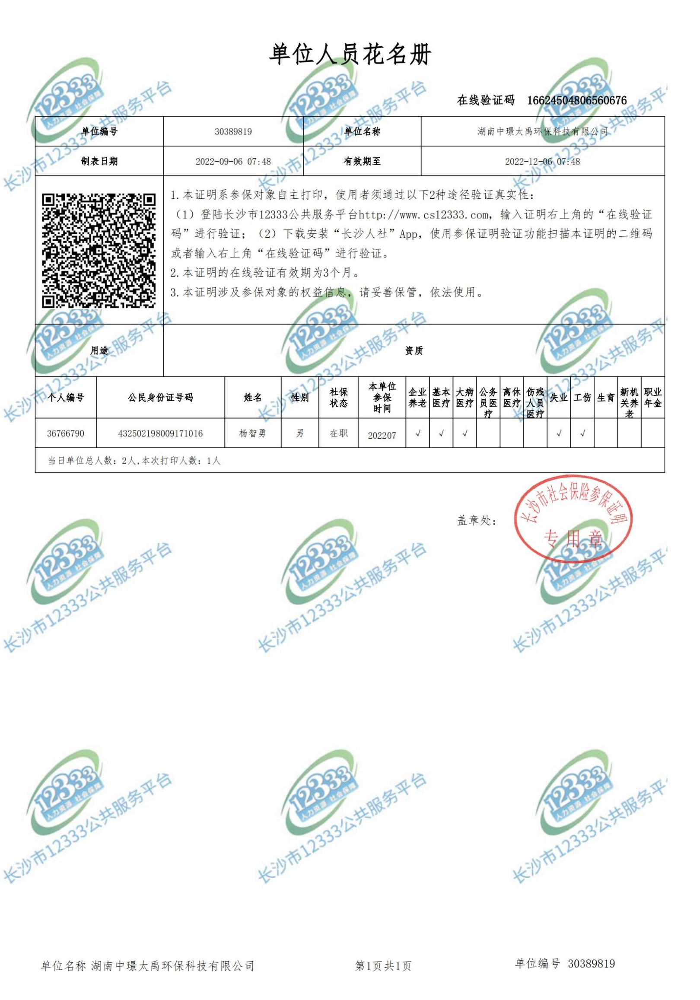 单位人员花名册
在线验证码 16624504806560676
单位编号 30389819 单位名称 湖南中璟太禹环保科技有限公司
制表日期 2022-09-06 07:48 有效期至 2022-12-06 07:48
1.本证明系参保对象自主打印，使用者须通过以下2种途径验证真实性：
（1）登陆长沙市12333公共服务平台http://www.cs12333.com，输入证明右上角的“在线验证
码”进行验证；（2）下载安装“长沙人社”App，使用参保证明验证功能扫描本证明的二维码
或者输入右上角“在线验证码”进行验证。
2.本证明的在线验证有效期为3个月。
3.本证明涉及参保对象的权益信息，请妥善保管，依法使用。
用途 资质
个人编号 公民身份证号码 姓名 性别 社保状态 本单位参保时间 企业养老 基本医疗 大病医疗 公务员医疗 离休医疗 伤残人员医疗 失业 工伤 生育 新机关养老 职业年金
36766790 432502198009171016 杨智勇 男 在职 202207 √ √ √ √ √
当日单位总人数：2人,本次打印人数：1人
盖章处：
长沙市社会保险参保证明
专用章
单位名称 湖南中璟太禹环保科技有限公司 第1页共1页 单位编号 30389819
12333
人力资源 社会保障
长沙市12333公共服务平台